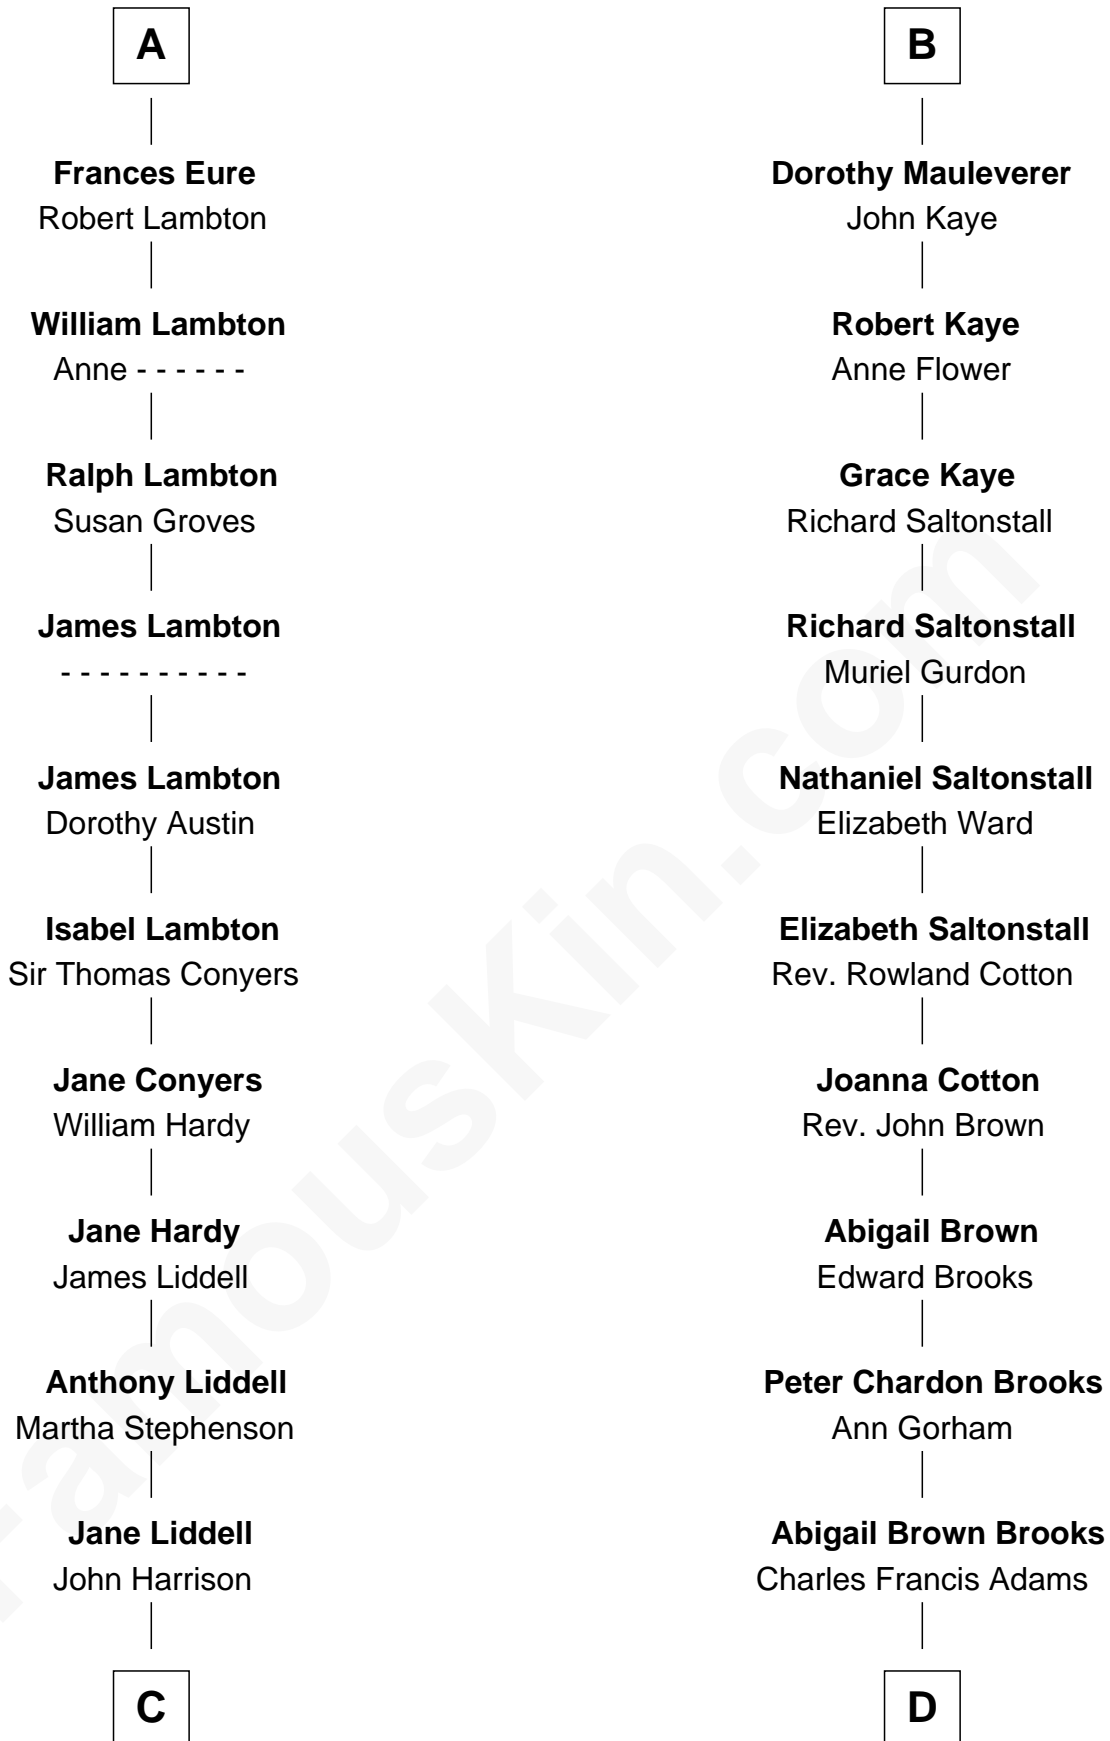 A
Frances Eure
Robert Lambton
William Lambton
Anne - - - - - -
Ralph Lambton
Susan Groves
James Lambton
- - - - - - - - - -
James Lambton
Dorothy Austin
Isabel Lambton
Sir Thomas Conyers
Jane Conyers
William Hardy
Jane Hardy
James Liddell
Anthony Liddell
Martha Stephenson
Jane Liddell
John Harrison
C
B
Dorothy Mauleverer
John Kaye
Robert Kaye
Anne Flower
Grace Kaye
Richard Saltonstall
Richard Saltonstall
Muriel Gurdon
Nathaniel Saltonstall
Elizabeth Ward
Elizabeth Saltonstall
Rev. Rowland Cotton
Joanna Cotton
Rev. John Brown
Abigail Brown
Edward Brooks
Peter Chardon Brooks
Ann Gorham
Abigail Brown Brooks
Charles Francis Adams
D
FamousKin.com